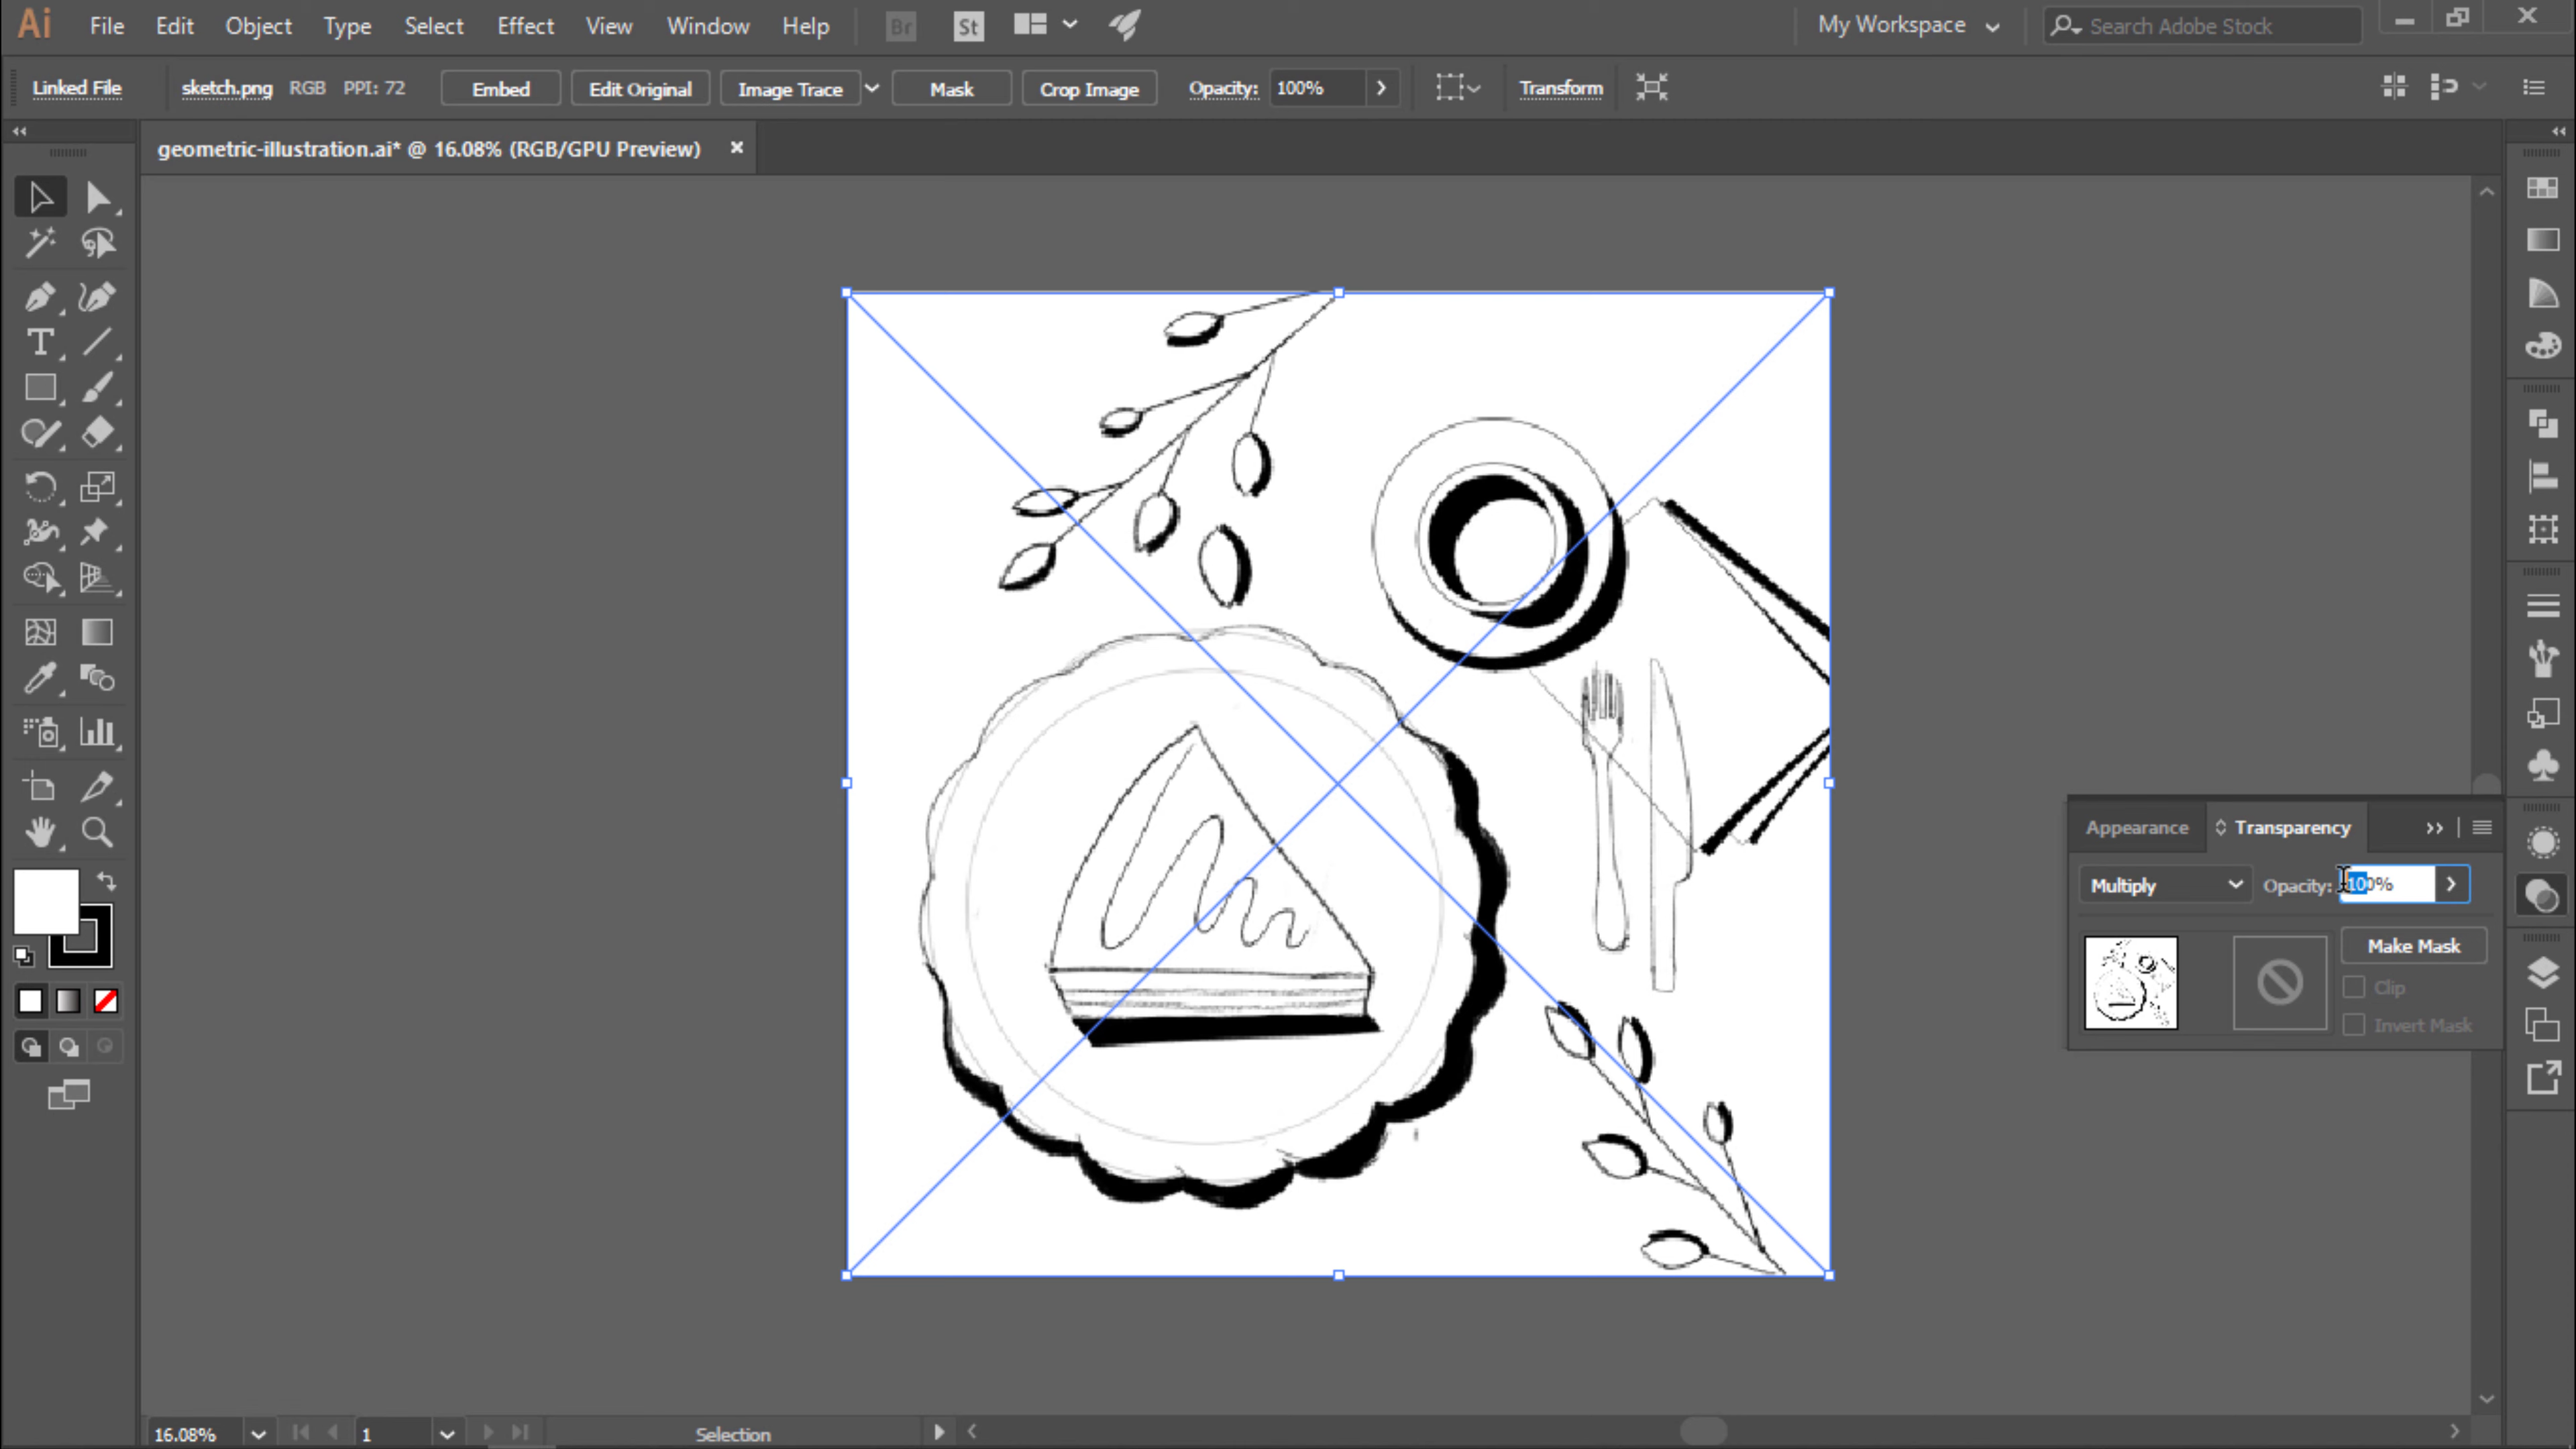 Ai File Edit Object Type Select Effect View Window Help Br St My Workspace Search Adobe Stock
Linked File sketch.png RGB PPI: 72 Embed Edit Original Image Trace Mask Crop Image Opacity: 100% Transform
geometric-illustration.ai* @ 16.08% (RGB/GPU Preview)
Appearance Transparency
Multiply Opacity: 100%
Make Mask
Clip
Invert Mask
16.08% 1 Selection